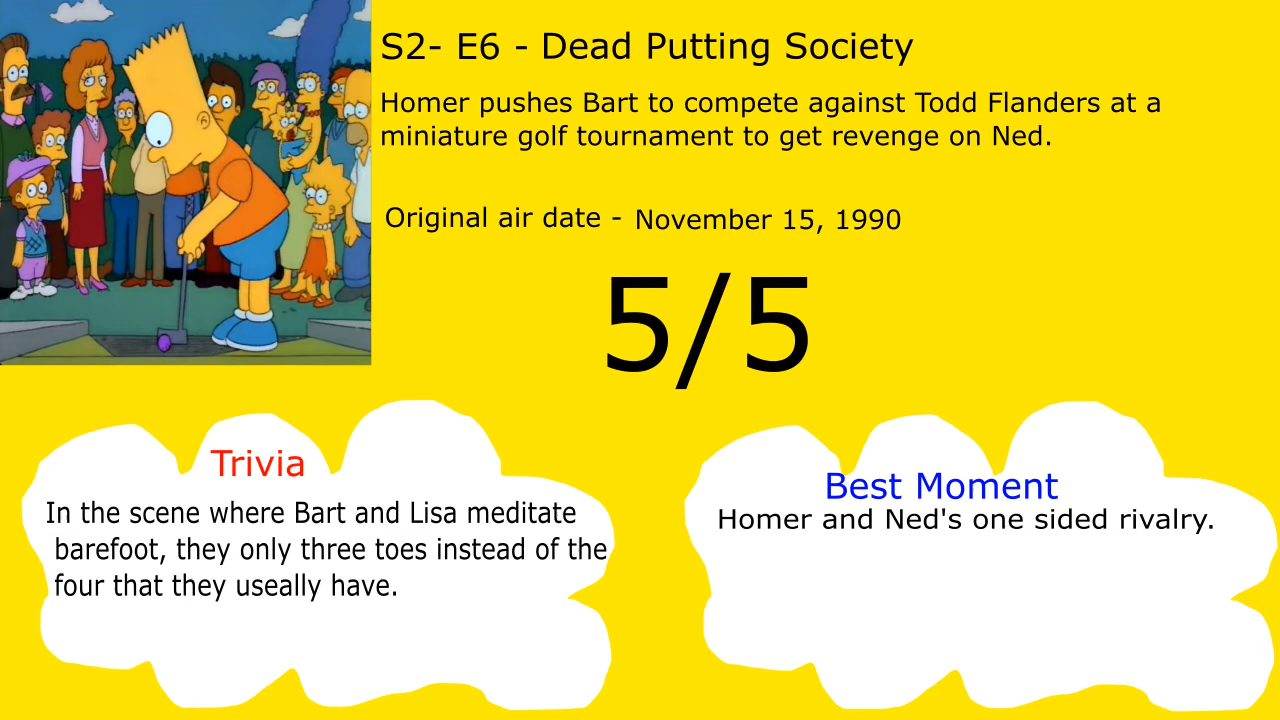 S2- E6 - Dead Putting Society
Homer pushes Bart to compete against Todd Flanders at a
miniature golf tournament to get revenge on Ned.
Original air date - November 15, 1990
5/5
Trivia
In the scene where Bart and Lisa meditate
barefoot, they only three toes instead of the
four that they useally have.
Best Moment
Homer and Ned's one sided rivalry.